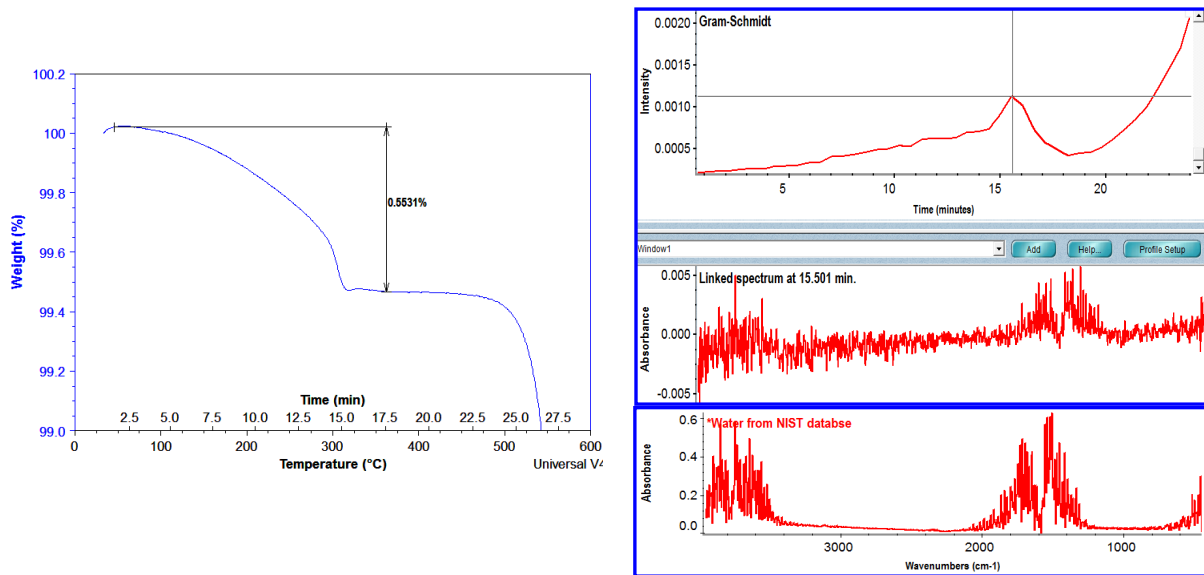 100.2
100
99.8
99.6
99.4
99.2
99.0
Weight (%)
0.5531%
Time (min)
2.5 5.0 7.5 10.0 12.5 15.0 17.5 20.0 22.5 25.0 27.5
0 100 200 300 400 500 600
Temperature (°C)
Universal V4
Gram-Schmidt
0.0020
0.0015
0.0010
0.0005
Intensity
5 10 15 20
Time (minutes)
Window1
Add
Help...
Profile Setup
Linked spectrum at 15.501 min.
0.005
0.000
-0.005
Absorbance
*Water from NIST databse
0.6
0.4
0.2
0.0
Absorbance
3000 2000 1000
Wavenumbers (cm-1)